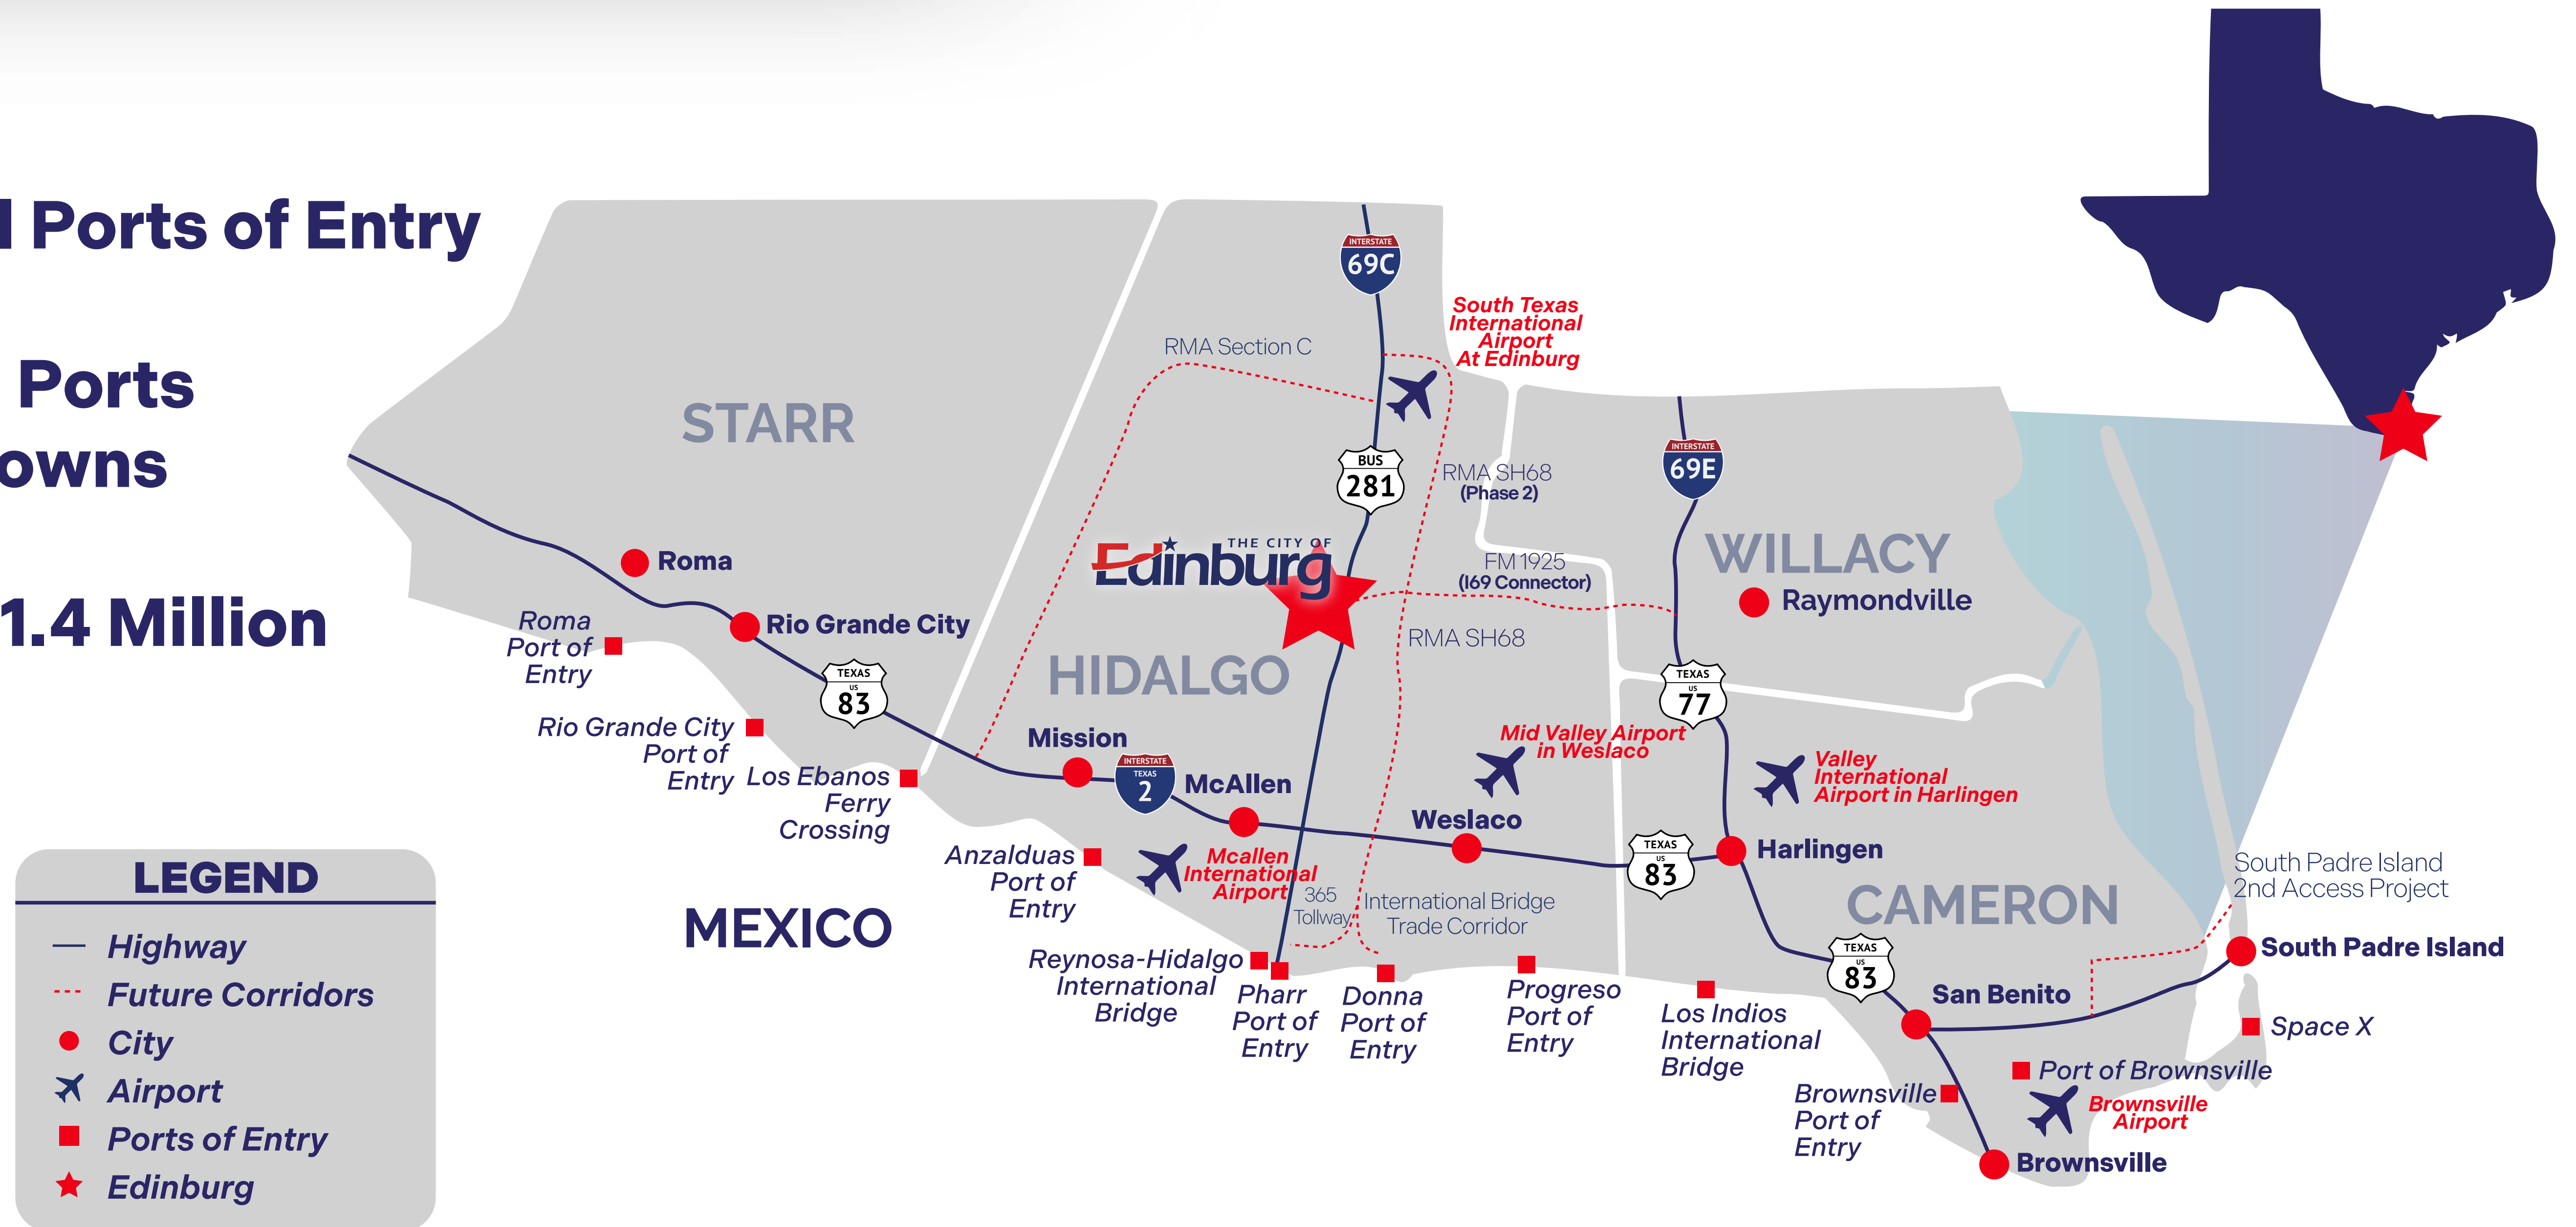 Ports of Entry
Ports
owns
1.4 Million
INTERSTATE
69C
South Texas
International
Airport
At Edinburg
RMA Section C
STARR
BUS
281
RMA SH68
(Phase 2)
INTERSTATE
69E
THE CITY OF
Edinburg
FM 1925
(I69 Connector)
WILLACY
Raymondville
Roma
Roma
Port of
Entry
Rio Grande City
RMA SH68
HIDALGO
TEXAS
US
83
TEXAS
US
77
Rio Grande City
Port of
Entry
Los Ebanos
Ferry
Crossing
Mission
INTERSTATE
TEXAS
2
McAllen
Mid Valley Airport
in Weslaco
Valley
International
Airport in Harlingen
Weslaco
TEXAS
US
83
Harlingen
Anzalduas
Port of
Entry
Mcallen
International
Airport
365
Tollway
International Bridge
Trade Corridor
CAMERON
South Padre Island
2nd Access Project
MEXICO
Reynosa-Hidalgo
International
Bridge
Pharr
Port of
Entry
Donna
Port of
Entry
Progreso
Port of
Entry
Los Indios
International
Bridge
TEXAS
US
83
San Benito
South Padre Island
Space X
Port of Brownsville
Brownsville
Port of
Entry
Brownsville
Airport
Brownsville
LEGEND
Highway
Future Corridors
City
Airport
Ports of Entry
Edinburg